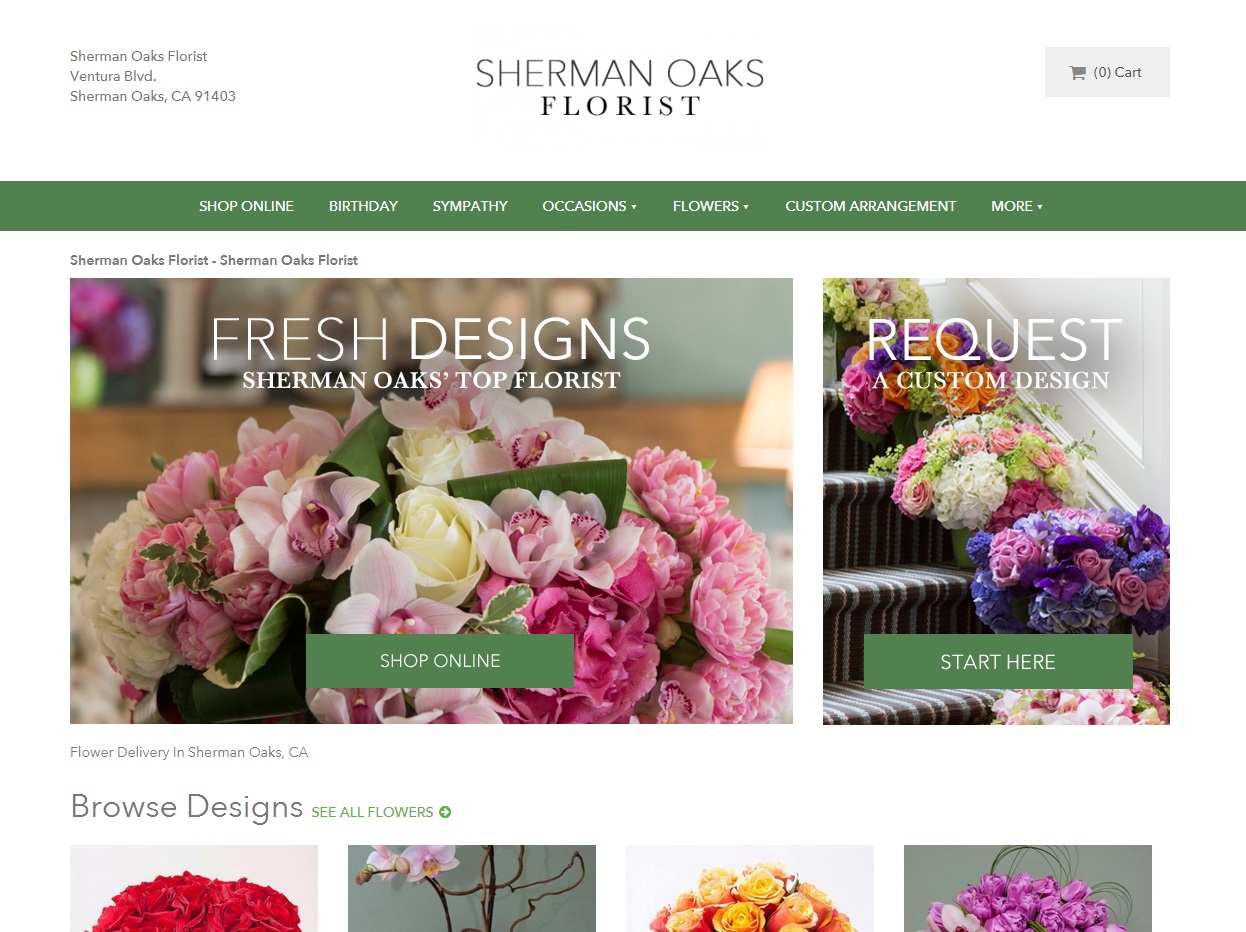 Sherman Oaks Florist
Ventura Blvd.
Sherman Oaks, CA 91403
SHERMAN OAKS
FLORIST
(0) Cart
SHOP ONLINE BIRTHDAY SYMPATHY OCCASIONS ▾ FLOWERS ▾ CUSTOM ARRANGEMENT MORE ▾
Sherman Oaks Florist - Sherman Oaks Florist
FRESH DESIGNS
SHERMAN OAKS’ TOP FLORIST
SHOP ONLINE
REQUEST
A CUSTOM DESIGN
START HERE
Flower Delivery In Sherman Oaks, CA
Browse Designs SEE ALL FLOWERS